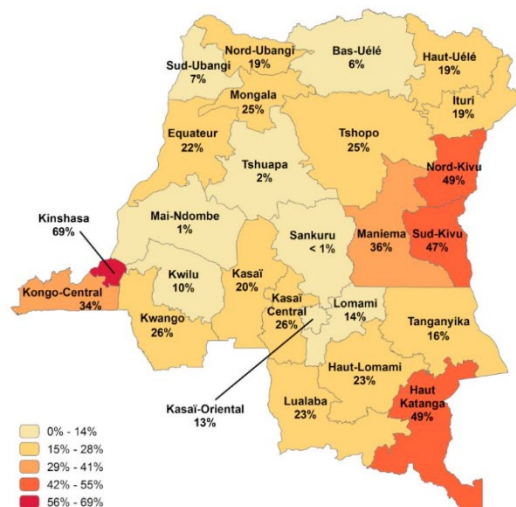 Nord-Ubangi
19%
Bas-Uélé
6%
Haut-Uélé
19%
Sud-Ubangi
7%
Mongala
25%
Ituri
19%
Equateur
22%
Tshopo
25%
Tshuapa
2%
Nord-Kivu
49%
Mai-Ndombe
1%
Kinshasa
69%
Sankuru
< 1%
Maniema
36%
Sud-Kivu
47%
Kongo-Central
34%
Kwilu
10%
Kasaï
20%
Kwango
26%
Kasaï
Central
26%
Lomami
14%
Tanganyika
16%
Kasaï-Oriental
13%
Haut-Lomami
23%
Lualaba
23%
Haut
Katanga
49%
0% - 14%
15% - 28%
29% - 41%
42% - 55%
56% - 69%